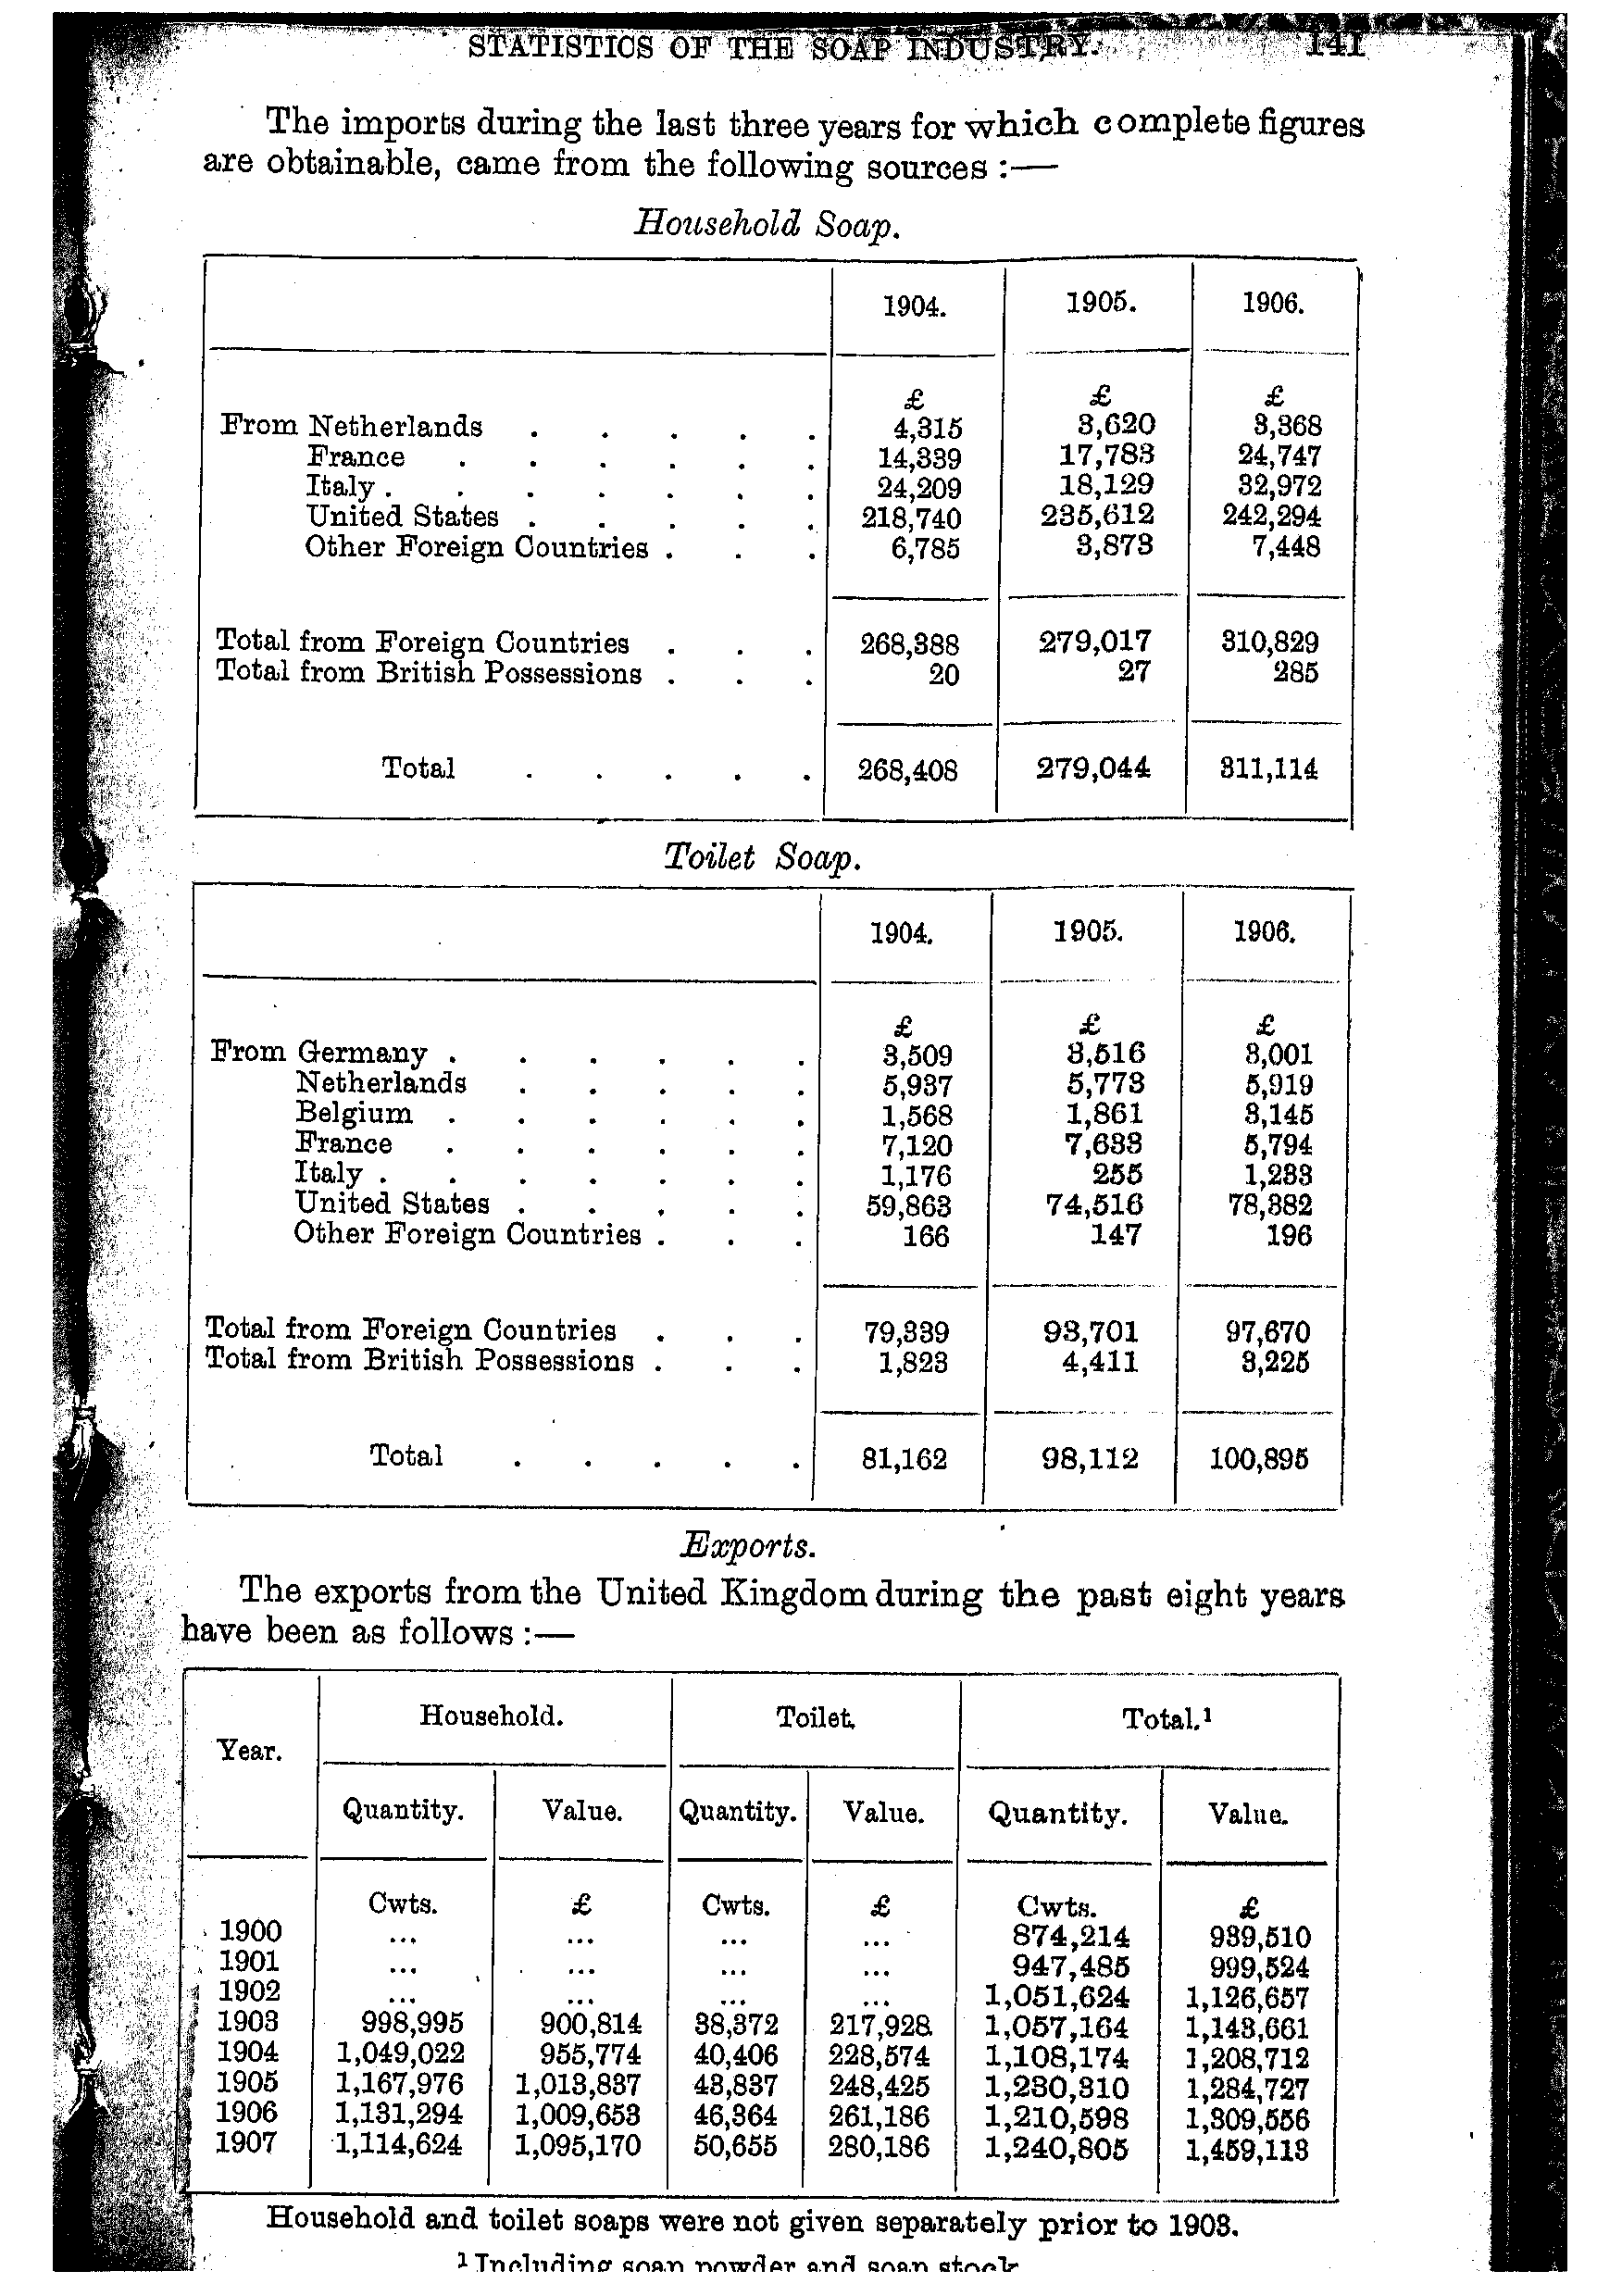 STATISTICS OF THE SOAP INDUSTRY. 141
The imports during the last three years for which complete figures
are obtainable, came from the following sources :—
Household Soap.
1904. 1905. 1906.
£ £ £
From Netherlands . . . . . 4,315 3,620 3,368
France . . . . . . 14,339 17,783 24,747
Italy . . . . . . . 24,209 18,129 32,972
United States . . . . . 218,740 235,612 242,294
Other Foreign Countries . . . 6,785 3,873 7,448
Total from Foreign Countries . . . 268,388 279,017 310,829
Total from British Possessions . . . 20 27 285
Total . . . . . 268,408 279,044 311,114
Toilet Soap.
1904. 1905. 1906.
£ £ £
From Germany . . . . . . 3,509 3,516 3,001
Netherlands . . . . . 5,937 5,773 5,919
Belgium . . . . . . 1,568 1,861 3,145
France . . . . . . 7,120 7,633 5,794
Italy . . . . . . . 1,176 255 1,233
United States . . . . . 59,863 74,516 78,382
Other Foreign Countries . . . 166 147 196
Total from Foreign Countries . . . 79,339 93,701 97,670
Total from British Possessions . . . 1,823 4,411 3,225
Total . . . . . 81,162 98,112 100,895
Exports.
The exports from the United Kingdom during the past eight years
have been as follows :—
Year. Household. Toilet. Total.¹
Quantity. Value. Quantity. Value. Quantity. Value.
Cwts. £ Cwts. £ Cwts. £
1900 ... ... ... ... 874,214 939,510
1901 ... ... ... ... 947,485 999,524
1902 ... ... ... ... 1,051,624 1,126,657
1903 998,995 900,814 38,372 217,928 1,057,164 1,143,661
1904 1,049,022 955,774 40,406 228,574 1,108,174 1,208,712
1905 1,167,976 1,013,837 43,837 248,425 1,230,310 1,284,727
1906 1,131,294 1,009,653 46,364 261,186 1,210,598 1,309,556
1907 1,114,624 1,095,170 50,655 280,186 1,240,805 1,459,113
Household and toilet soaps were not given separately prior to 1903.
¹ Including soap powder and soap stock